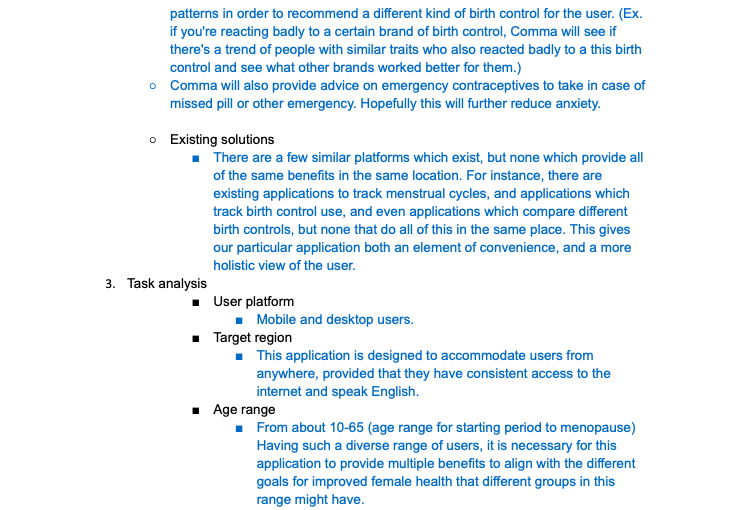 patterns in order to recommend a different kind of birth control for the user. (Ex.
if you're reacting badly to a certain brand of birth control, Comma will see if
there's a trend of people with similar traits who also reacted badly to a this birth
control and see what other brands worked better for them.)
○ Comma will also provide advice on emergency contraceptives to take in case of
missed pill or other emergency. Hopefully this will further reduce anxiety.
○ Existing solutions
■ There are a few similar platforms which exist, but none which provide all
of the same benefits in the same location. For instance, there are
existing applications to track menstrual cycles, and applications which
track birth control use, and even applications which compare different
birth controls, but none that do all of this in the same place. This gives
our particular application both an element of convenience, and a more
holistic view of the user.
3. Task analysis
■ User platform
■ Mobile and desktop users.
■ Target region
■ This application is designed to accommodate users from
anywhere, provided that they have consistent access to the
internet and speak English.
■ Age range
■ From about 10-65 (age range for starting period to menopause)
Having such a diverse range of users, it is necessary for this
application to provide multiple benefits to align with the different
goals for improved female health that different groups in this
range might have.